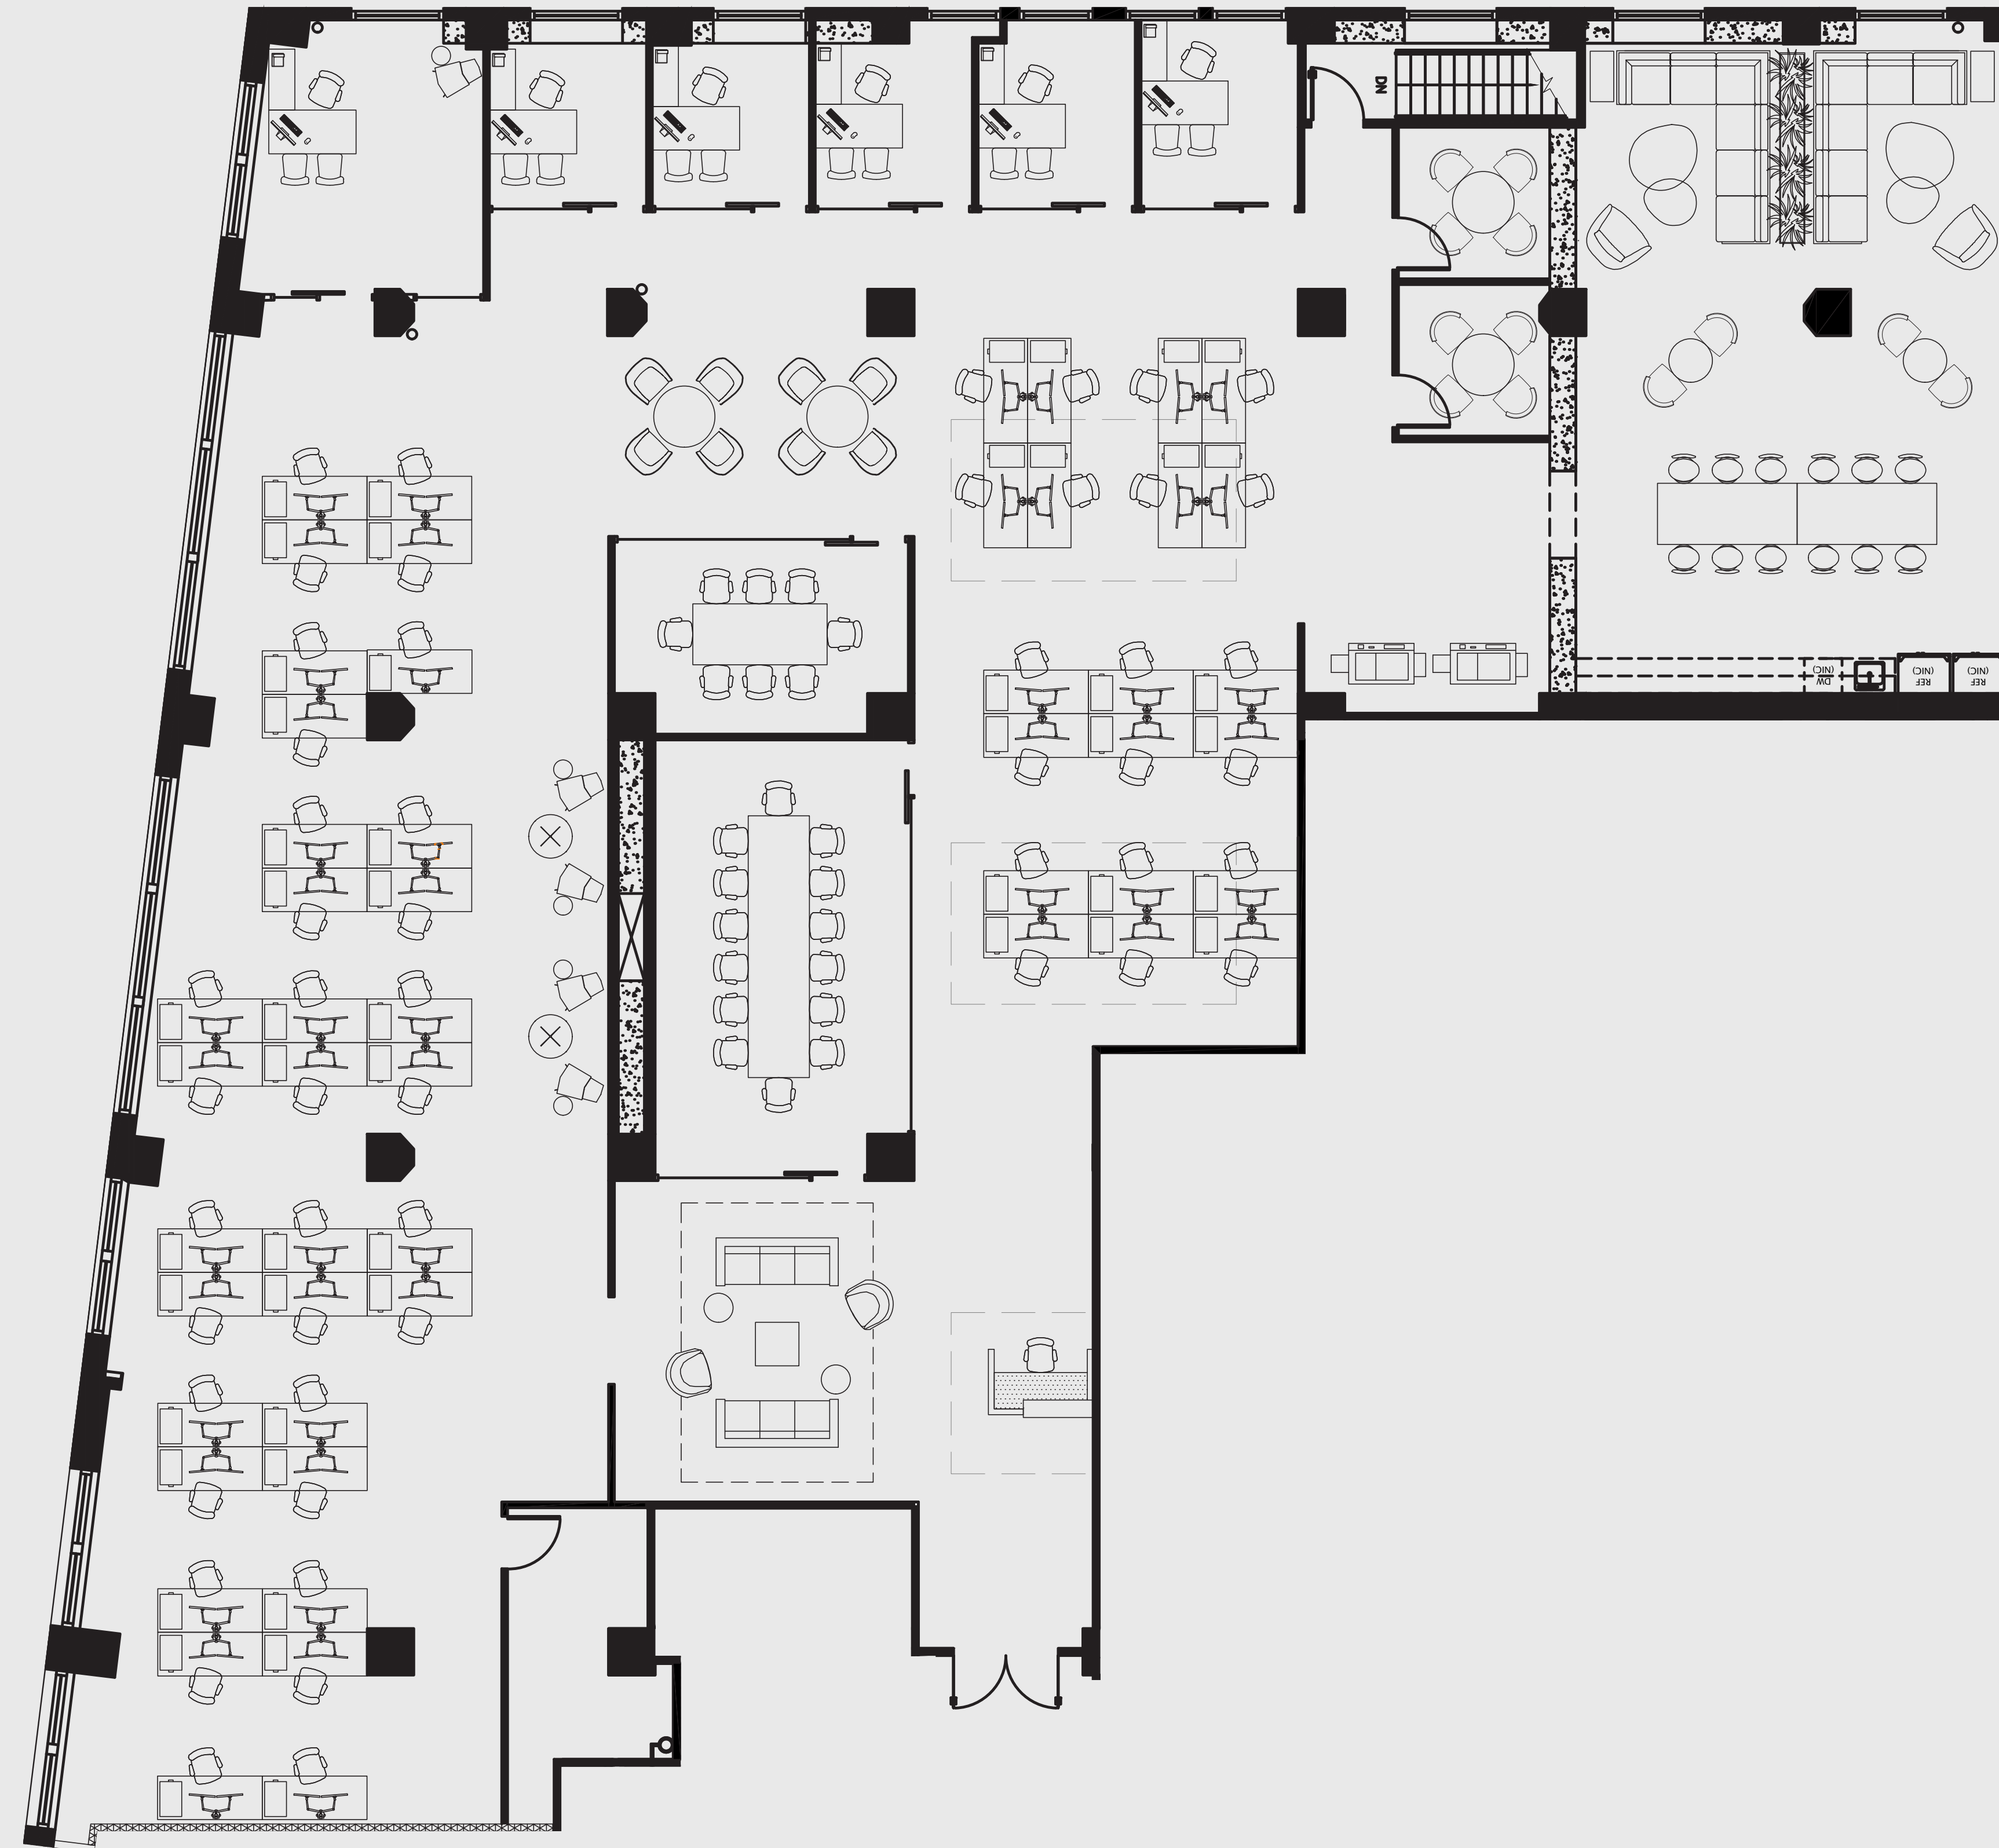 DN
DW
(NIC)
REF
(NIC)
REF
(NIC)